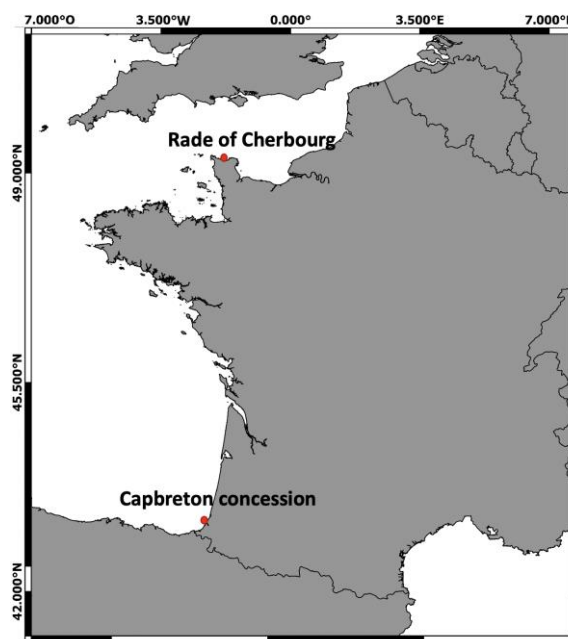 7.000°O 3.500°W 0.000°E 3.500°E 7.000°E
Rade of Cherbourg
49.000°N
45.500°N
Capbreton concession
42.000°N